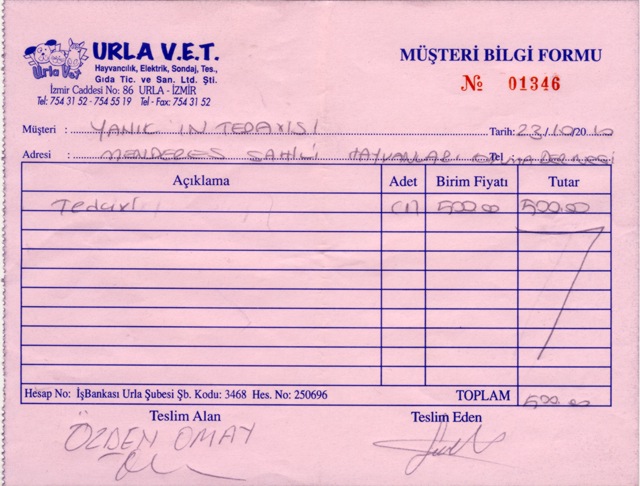 URLA V.E.T.
Hayvancılık, Elektrik, Sondaj, Tes.,
Gıda Tic. ve San. Ltd. Şti.
Urla Vet
İzmir Caddesi No: 86 URLA - İZMİR
Tel: 754 31 52 - 754 55 19 Tel - Fax: 754 31 52
MÜŞTERİ BİLGİ FORMU
№ 01346
Müşteri : YANIK IN TEDAVİSİ Tarih: 23/10/2010
Adresi : MENDERES SAHİLİ HAYVANLARI Tel
Açıklama Adet Birim Fiyatı Tutar
Tedavi (1) 500.00 500.00
Hesap No: İşBankası Urla Şubesi Şb. Kodu: 3468 Hes. No: 250696 TOPLAM 500.00
Teslim Alan Teslim Eden
ÖZDEN OMAY